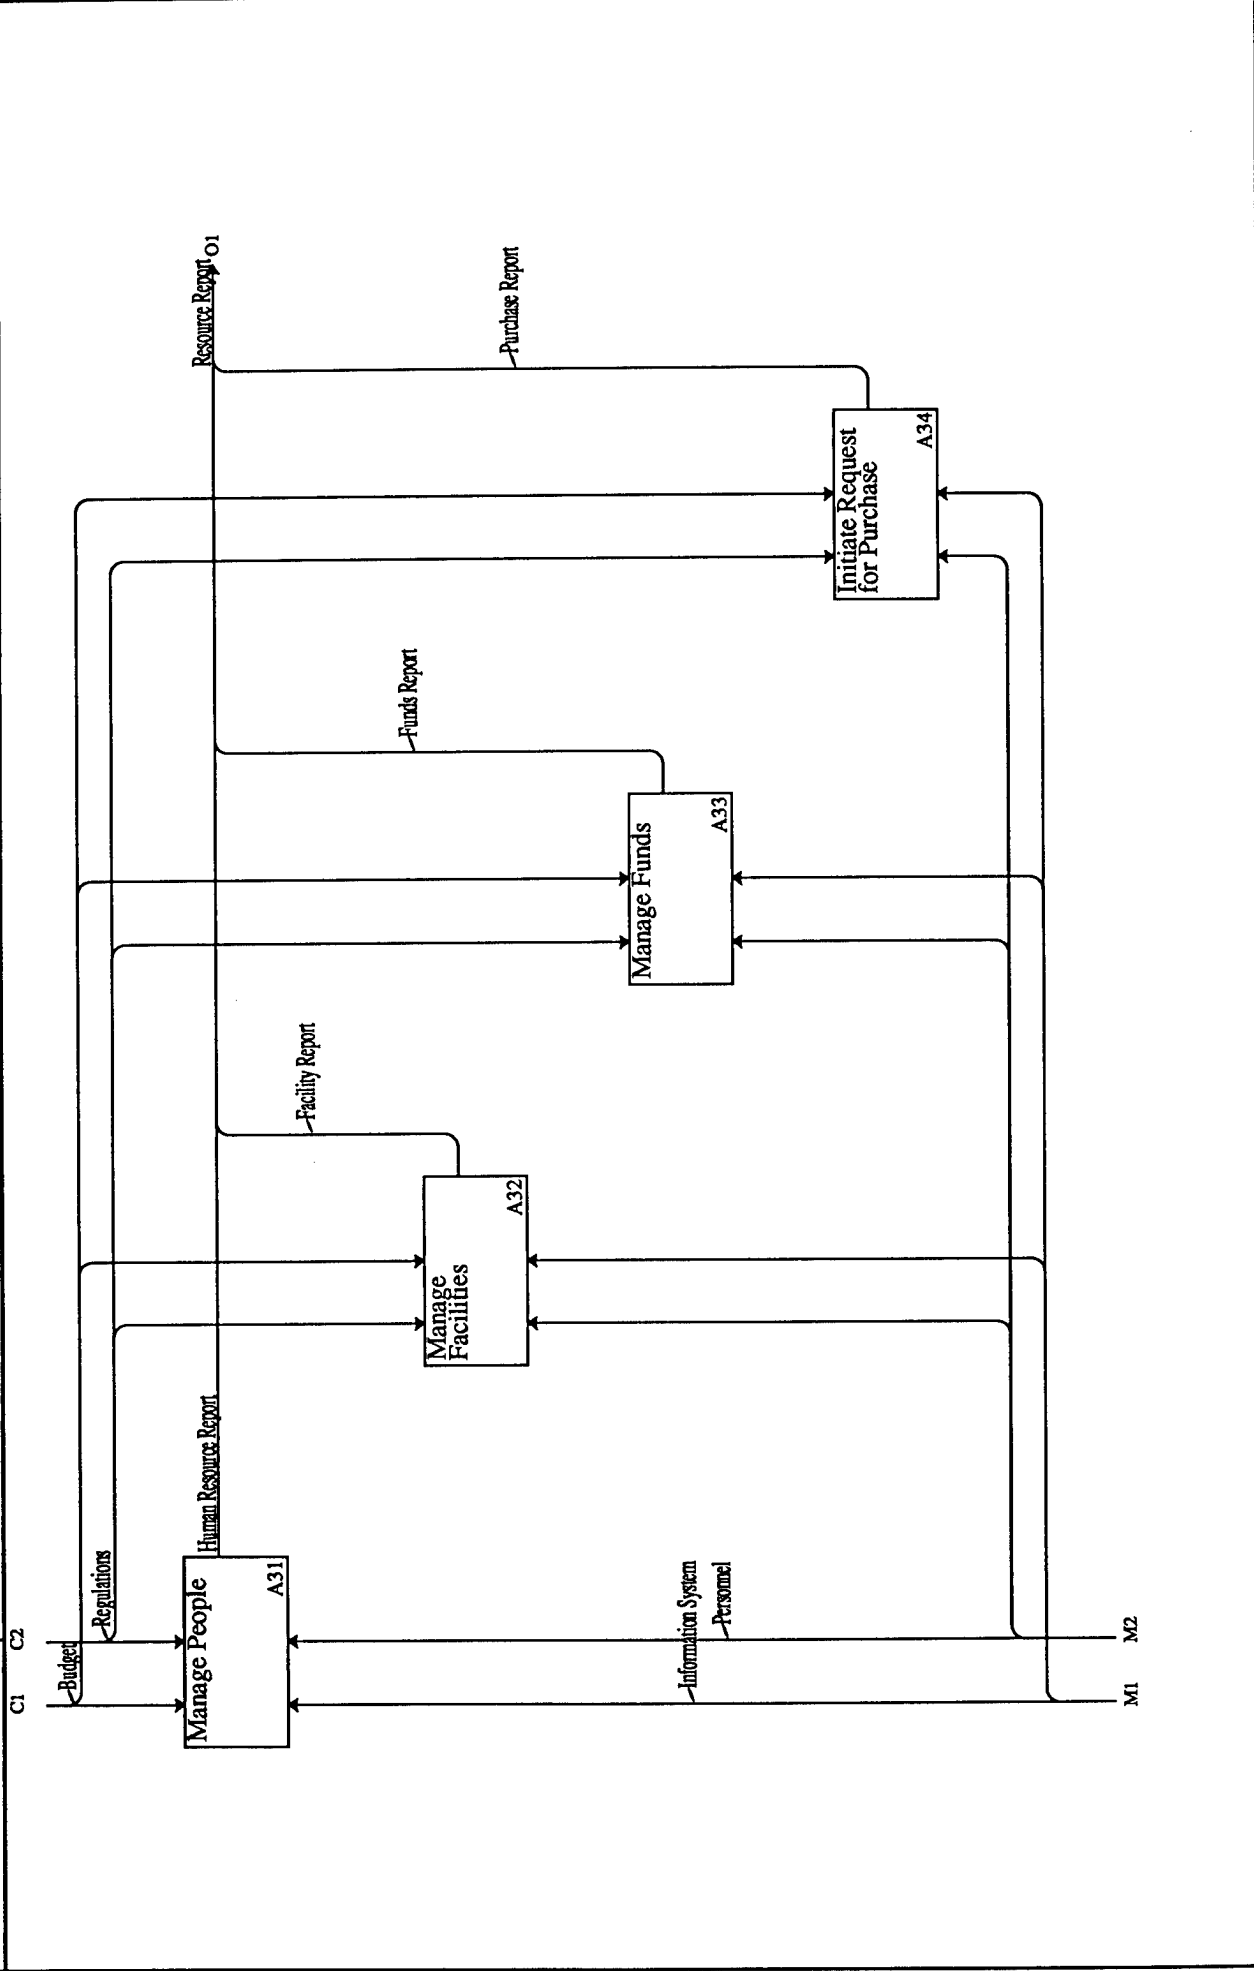 C1
C2
Budget
Regulations
Manage People
A31
Human Resource Report
Resource Report
O1
Manage
Facilities
A32
Facility Report
Manage Funds
A33
Funds Report
Initiate Request
for Purchase
A34
Purchase Report
Information System
Personnel
M1
M2